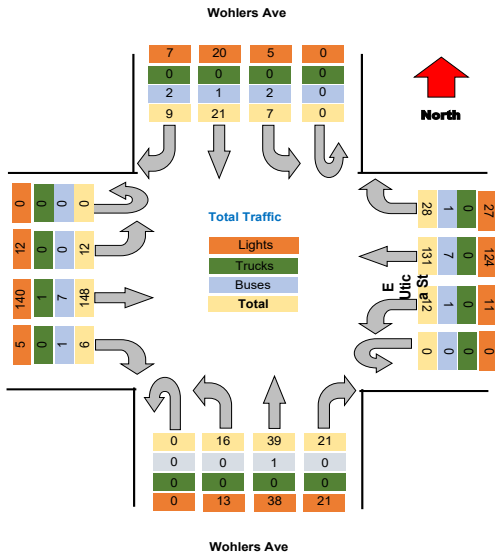 Wohlers Ave
7 20 5 0
0 0 0 0
2 1 2 0
9 21 7 0
North
0 0 0 0
12 0 0 12
140 1 7 148
5 0 1 6
Total Traffic
Lights
Trucks
Buses
Total
28 1 0 27
131 7 0 124
12 1 0 11
0 0 0 0
E
Utic
a St
0 16 39 21
0 0 1 0
0 0 0 0
0 13 38 21
Wohlers Ave